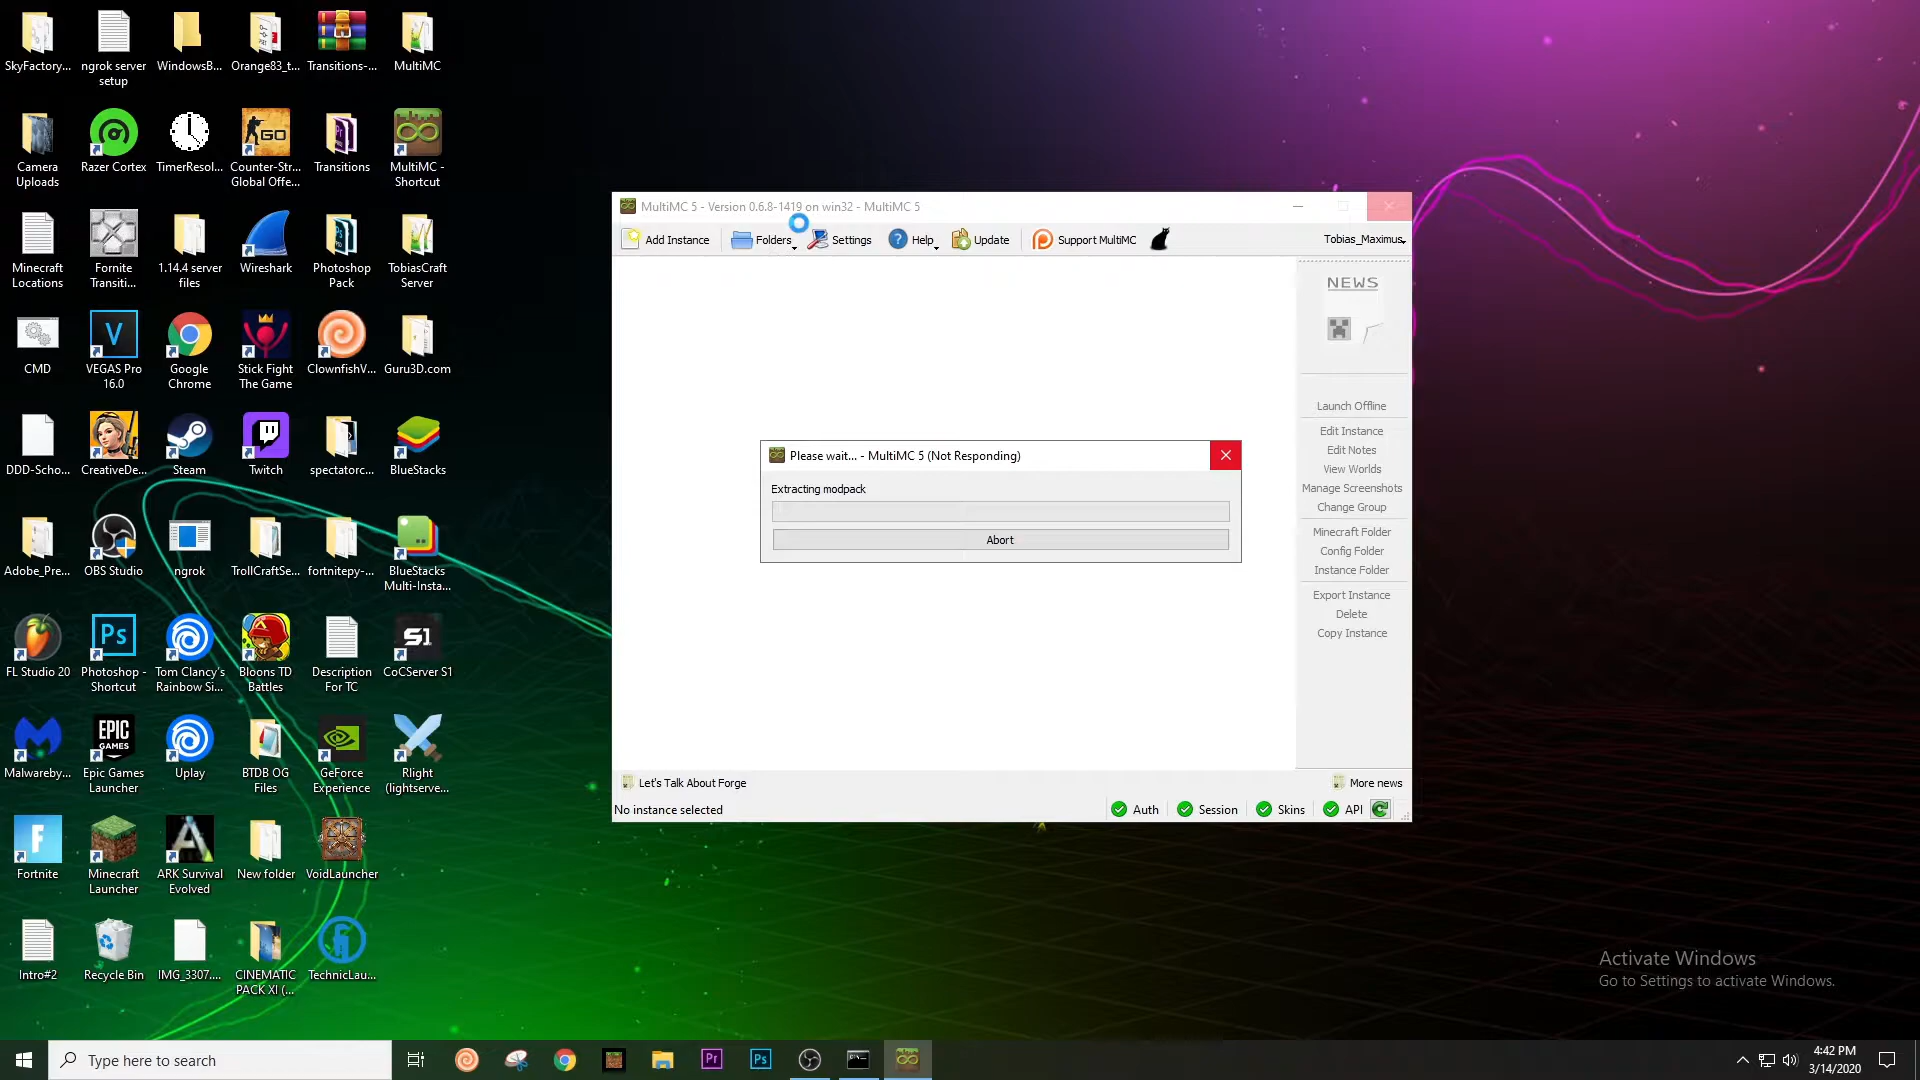 SkyFactory...
ngrok server
setup
WindowsB...
Orange83_t...
Transitions-...
MultiMC
Camera
Uploads
Razer Cortex
TimerResol...
GO
Counter-Str...
Global Offe...
Pr
Transitions
MultiMC -
Shortcut
Minecraft
Locations
Fornite
Transiti...
1.14.4 server
files
Wireshark
Ps
Photoshop
Pack
TobiasCraft
Server
CMD
V
VEGAS Pro
16.0
Google
Chrome
Stick Fight
The Game
ClownfishV...
Guru3D.com
DDD-Scho...
CreativeDe...
Steam
Twitch
spectatorc...
BlueStacks
Adobe_Pre...
OBS Studio
ngrok
TrollCraftSe...
fortnitepy-...
BlueStacks
Multi-Insta...
FL Studio 20
Ps
Photoshop -
Shortcut
Tom Clancy's
Rainbow Si...
Bloons TD
Battles
Description
For TC
S1
CoCServer S1
Malwareby...
EPIC
GAMES
Epic Games
Launcher
Uplay
BTDB OG
Files
GeForce
Experience
Rlight
(lightserve...
F
Fortnite
Minecraft
Launcher
ARK Survival
Evolved
New folder
VoidLauncher
Intro#2
Recycle Bin
IMG_3307....
CINEMATIC
PACK XI (...
TechnicLau...
MultiMC 5 - Version 0.6.8-1419 on win32 - MultiMC 5
Add Instance
Folders
Settings
Help
Update
Support MultiMC
Tobias_Maximus
NEWS
Launch Offline
Edit Instance
Edit Notes
View Worlds
Manage Screenshots
Change Group
Minecraft Folder
Config Folder
Instance Folder
Export Instance
Delete
Copy Instance
Please wait... - MultiMC 5 (Not Responding)
Extracting modpack
Abort
Let's Talk About Forge
More news
No instance selected
Auth
Session
Skins
API
Activate Windows
Go to Settings to activate Windows.
Type here to search
Pr
Ps
4:42 PM
3/14/2020